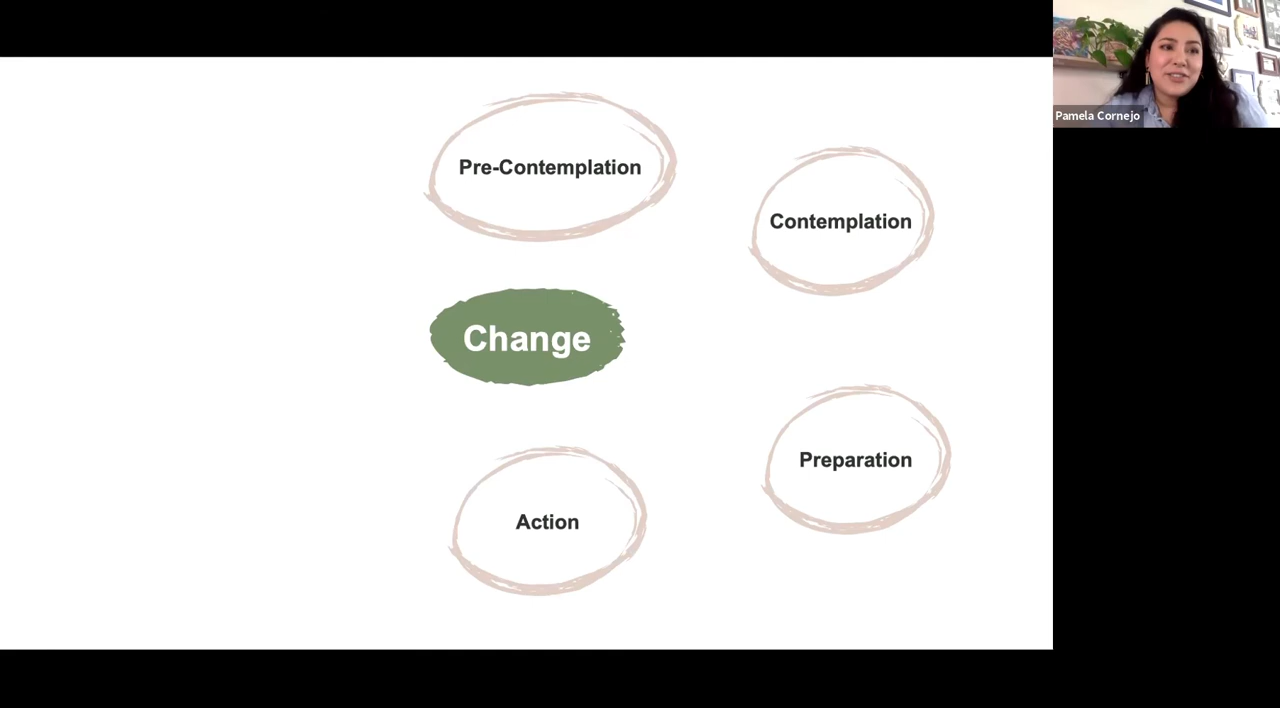 Pre-Contemplation
Contemplation
Change
Preparation
Action
Pamela Cornejo